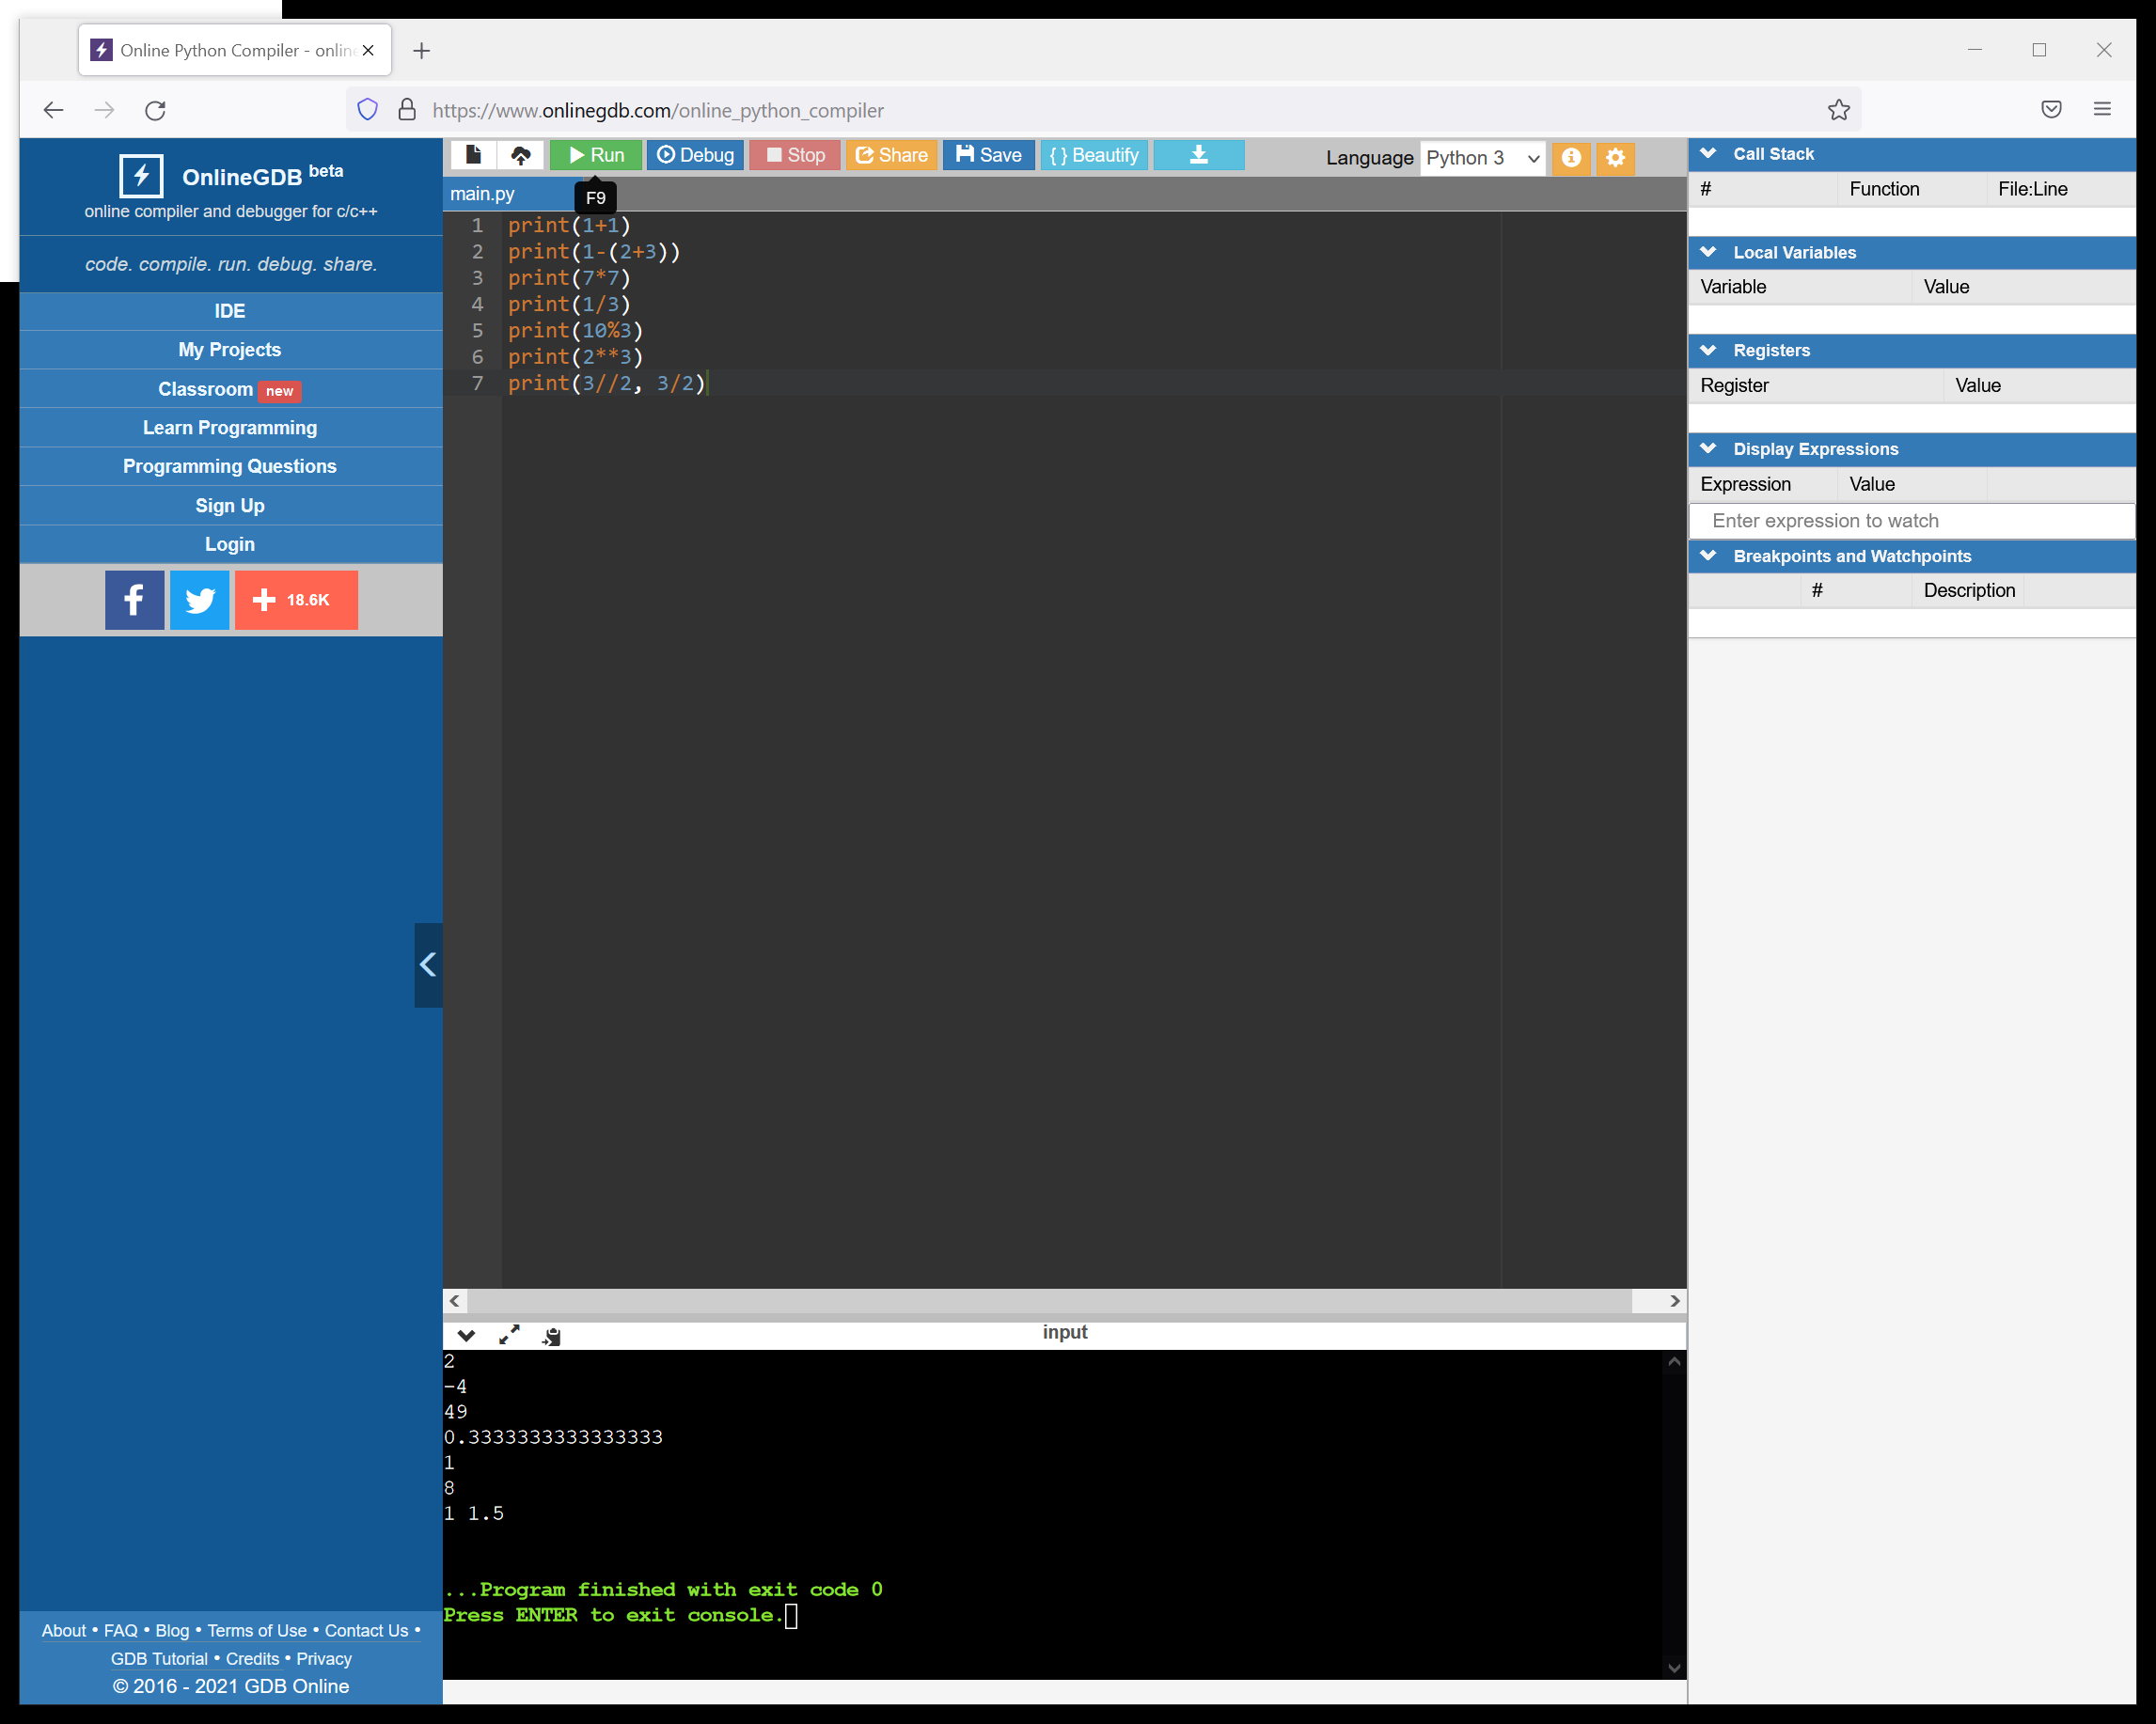 Online Python Compiler - online
https://www.onlinegdb.com/online_python_compiler
OnlineGDB beta
online compiler and debugger for c/c++
code. compile. run. debug. share.
IDE
My Projects
Classroom new
Learn Programming
Programming Questions
Sign Up
Login
f
18.6K
About • FAQ • Blog • Terms of Use • Contact Us •
GDB Tutorial • Credits • Privacy
© 2016 - 2021 GDB Online
Run Debug Stop Share Save { } Beautify Language Python 3
main.py
F9
1 print(1+1)
2 print(1-(2+3))
3 print(7*7)
4 print(1/3)
5 print(10%3)
6 print(2**3)
7 print(3//2, 3/2)
input
2
-4
49
0.3333333333333333
1
8
1 1.5
...Program finished with exit code 0
Press ENTER to exit console.
Call Stack
# Function File:Line
Local Variables
Variable Value
Registers
Register Value
Display Expressions
Expression Value
Enter expression to watch
Breakpoints and Watchpoints
# Description